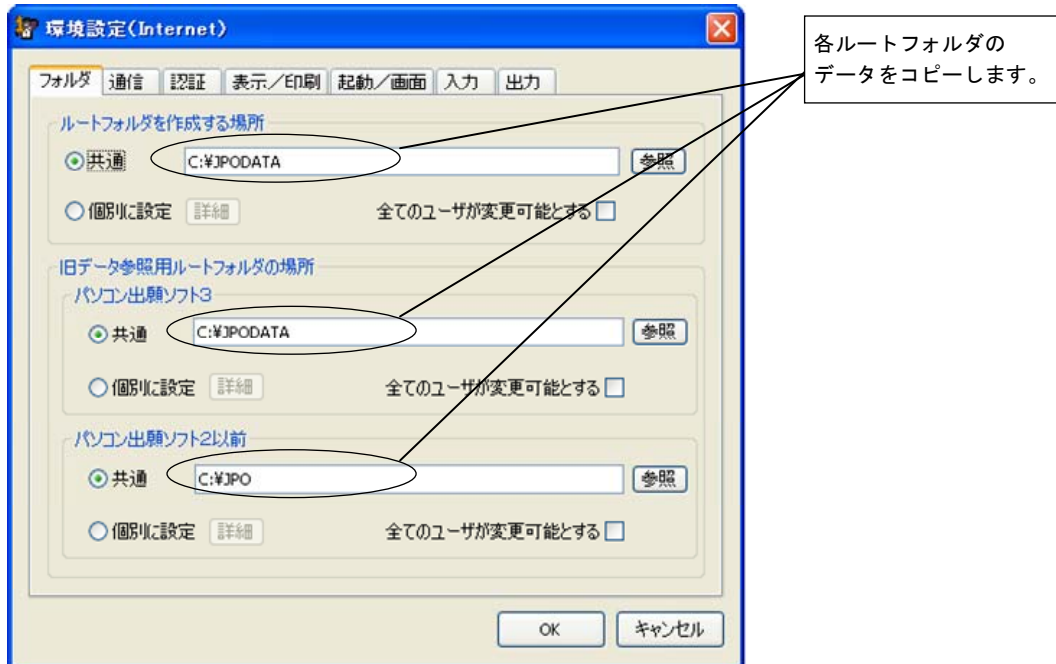 環境設定(Internet)
各ルートフォルダの
データをコピーします。
フォルダ 通信 認証 表示／印刷 起動／画面 入力 出力
ルートフォルダを作成する場所
共通 C:¥JPODATA 参照
個別に設定 詳細 全てのユーザが変更可能とする
旧データ参照用ルートフォルダの場所
パソコン出願ソフト3
共通 C:¥JPODATA 参照
個別に設定 詳細 全てのユーザが変更可能とする
パソコン出願ソフト2以前
共通 C:¥JPO 参照
個別に設定 詳細 全てのユーザが変更可能とする
OK キャンセル